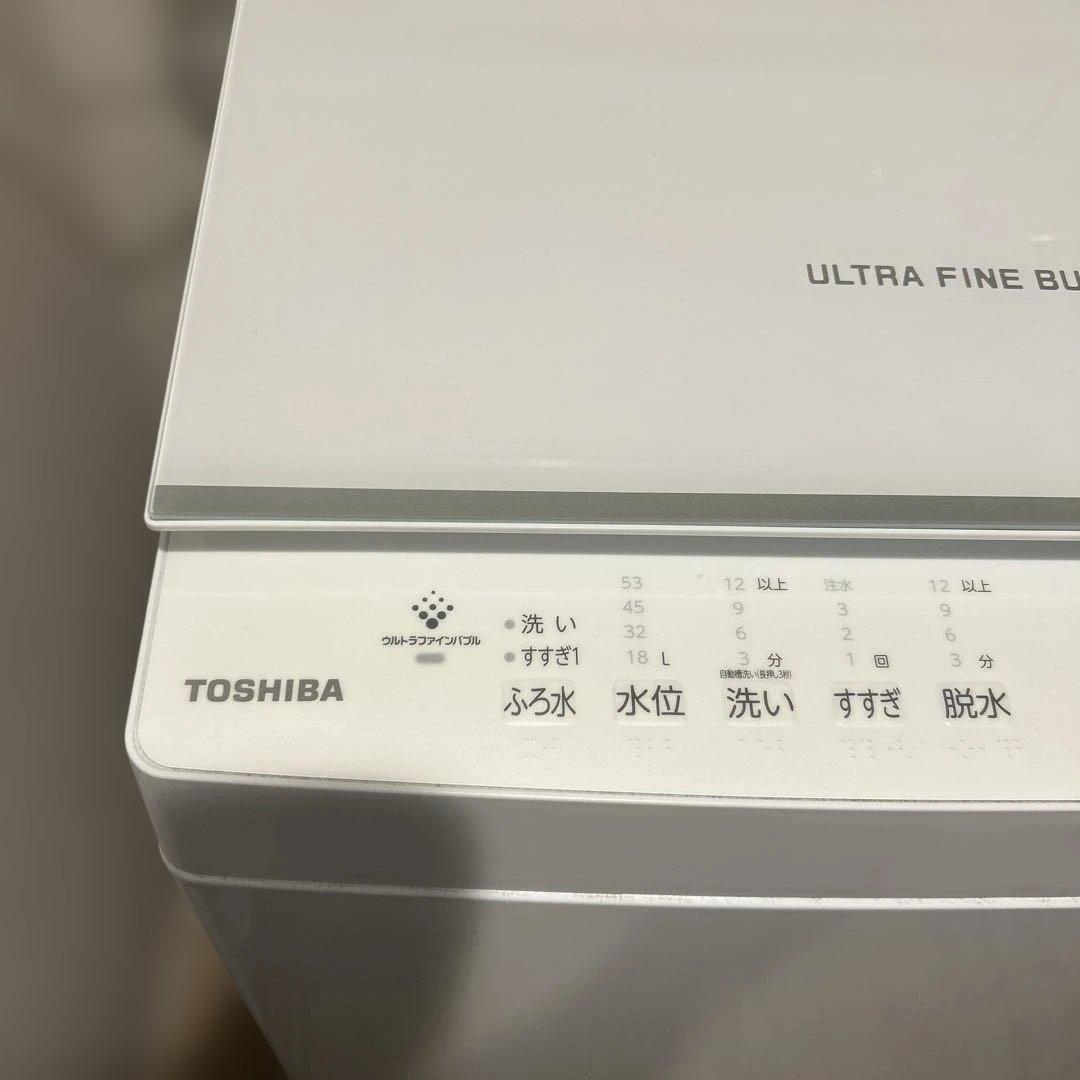 ULTRA FINE BU
ウルトラファインバブル
TOSHIBA
洗い
すすぎ1
ふろ水
53
45
32
18 L
水位
12 以上
9
6
3 分
自動槽洗い(長押し3秒)
洗い
注水
3
2
1 回
すすぎ
12 以上
9
6
3 分
脱水